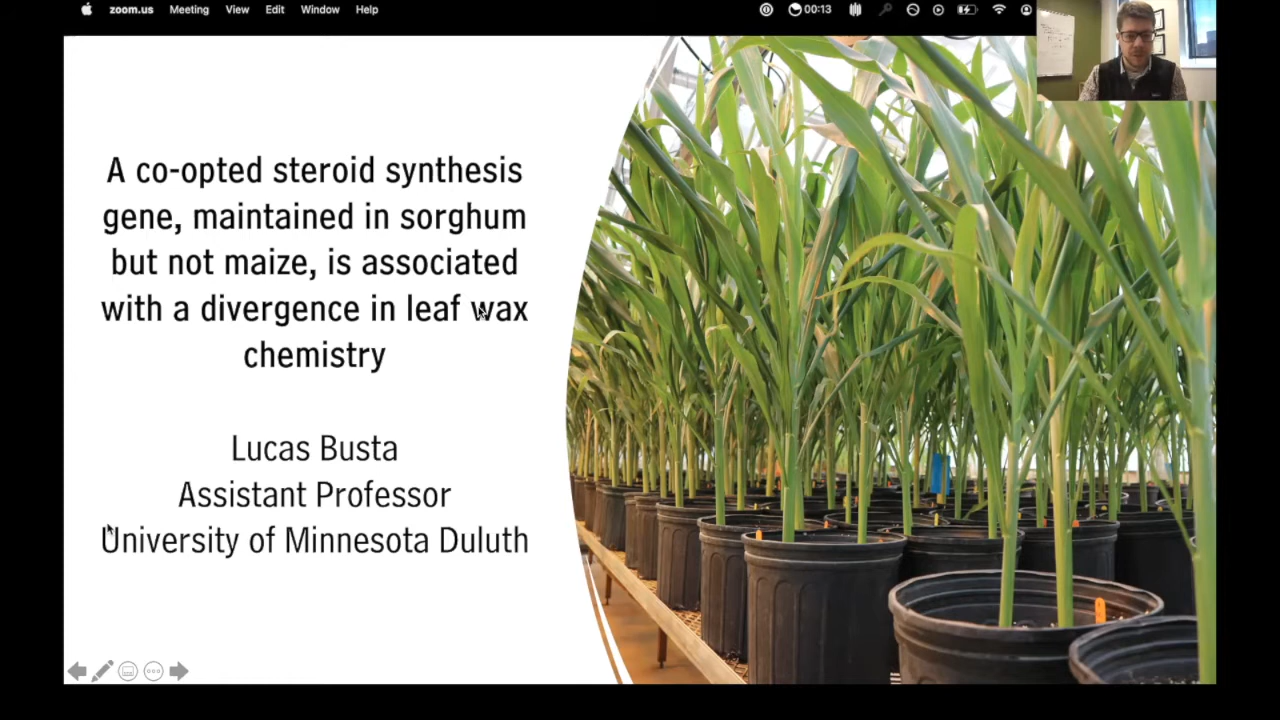 zoom.us Meeting View Edit Window Help 00:13
A co-opted steroid synthesis
gene, maintained in sorghum
but not maize, is associated
with a divergence in leaf wax
chemistry
Lucas Busta
Assistant Professor
University of Minnesota Duluth